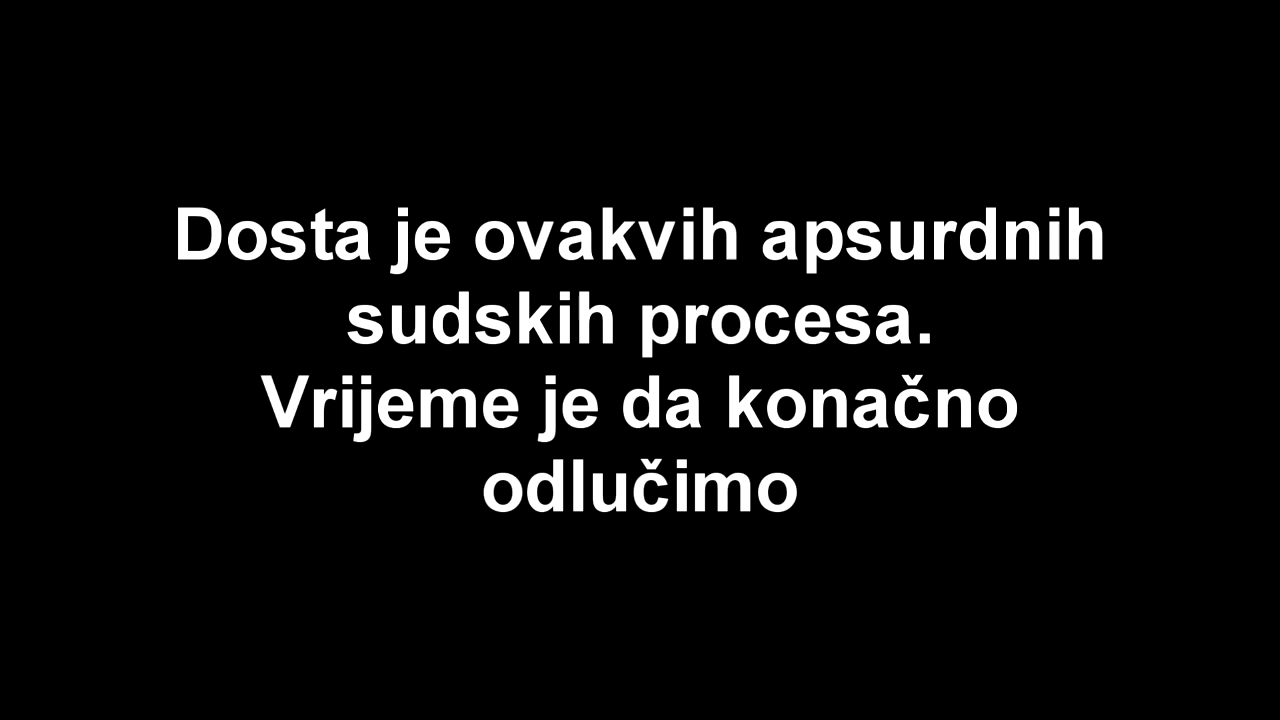 Dosta je ovakvih apsurdnih
sudskih procesa.
Vrijeme je da konačno
odlučimo